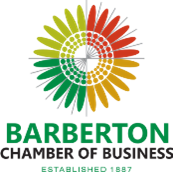 BARBERTON
CHAMBER OF BUSINESS
ESTABLISHED 1887